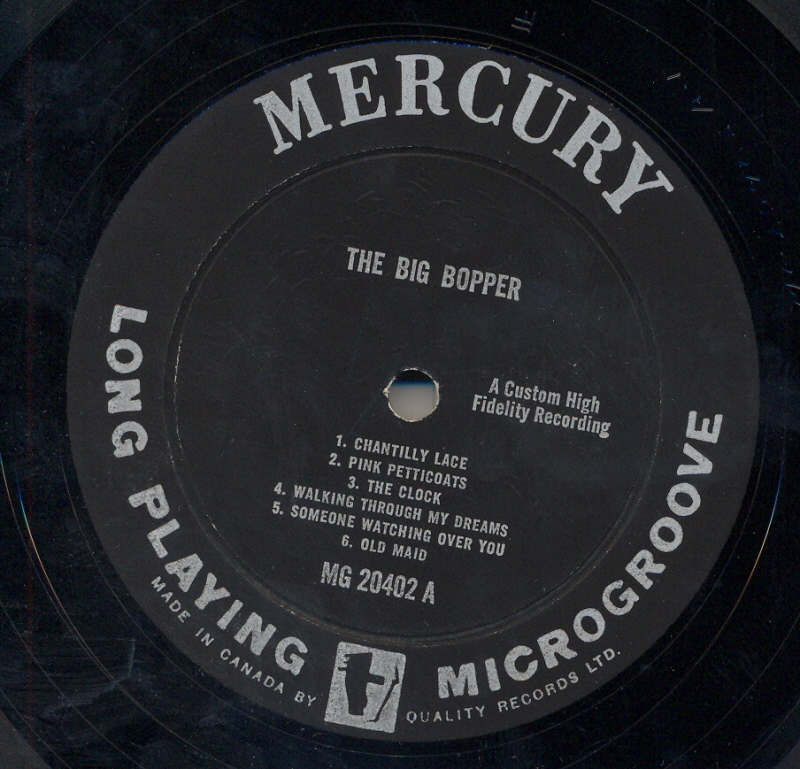 MERCURY
THE BIG BOPPER
A Custom High
Fidelity Recording
1. CHANTILLY LACE
2. PINK PETTICOATS
3. THE CLOCK
4. WALKING THROUGH MY DREAMS
5. SOMEONE WATCHING OVER YOU
6. OLD MAID
MG 20402 A
LONG PLAYING MICROGROOVE
MADE IN CANADA BY QUALITY RECORDS LTD.